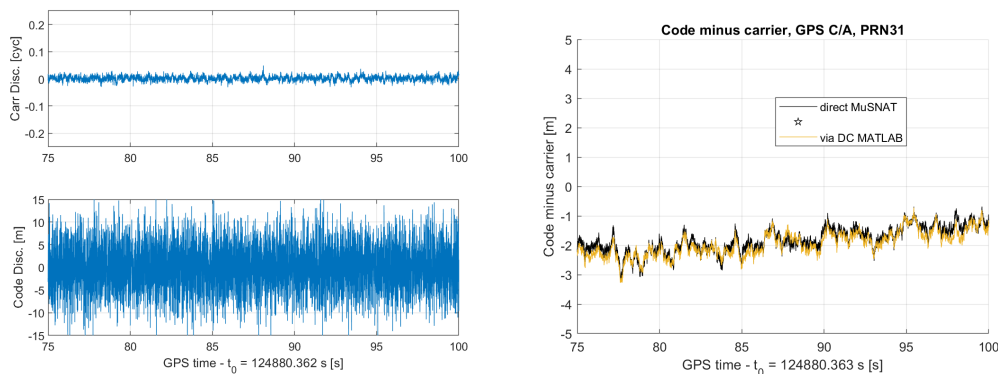 Carr Disc. [cyc]
0.2
0.1
0
-0.1
-0.2
75 80 85 90 95 100
Code Disc. [m]
15
10
5
0
-5
-10
-15
75 80 85 90 95 100
GPS time - t0 = 124880.362 s [s]
Code minus carrier, GPS C/A, PRN31
Code minus carrier [m]
5
4
3
2
1
0
-1
-2
-3
-4
-5
direct MuSNAT
via DC MATLAB
75 80 85 90 95 100
GPS time - t0 = 124880.363 s [s]